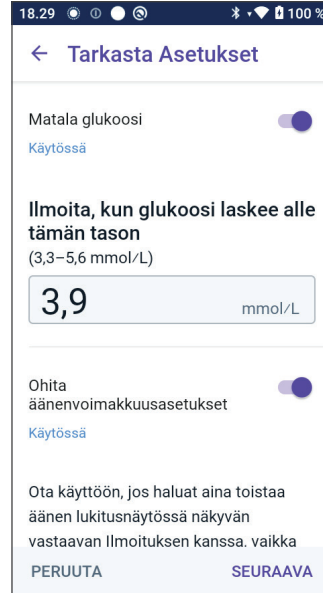 18.29 100 %
← Tarkasta Asetukset
Matala glukoosi
Käytössä
Ilmoita, kun glukoosi laskee alle
tämän tason
(3,3–5,6 mmol/L)
3,9 mmol/L
Ohita
äänenvoimakkuusasetukset
Käytössä
Ota käyttöön, jos haluat aina toistaa
äänen lukitusnäytössä näkyvän
vastaavan Ilmoituksen kanssa, vaikka
PERUUTA SEURAAVA